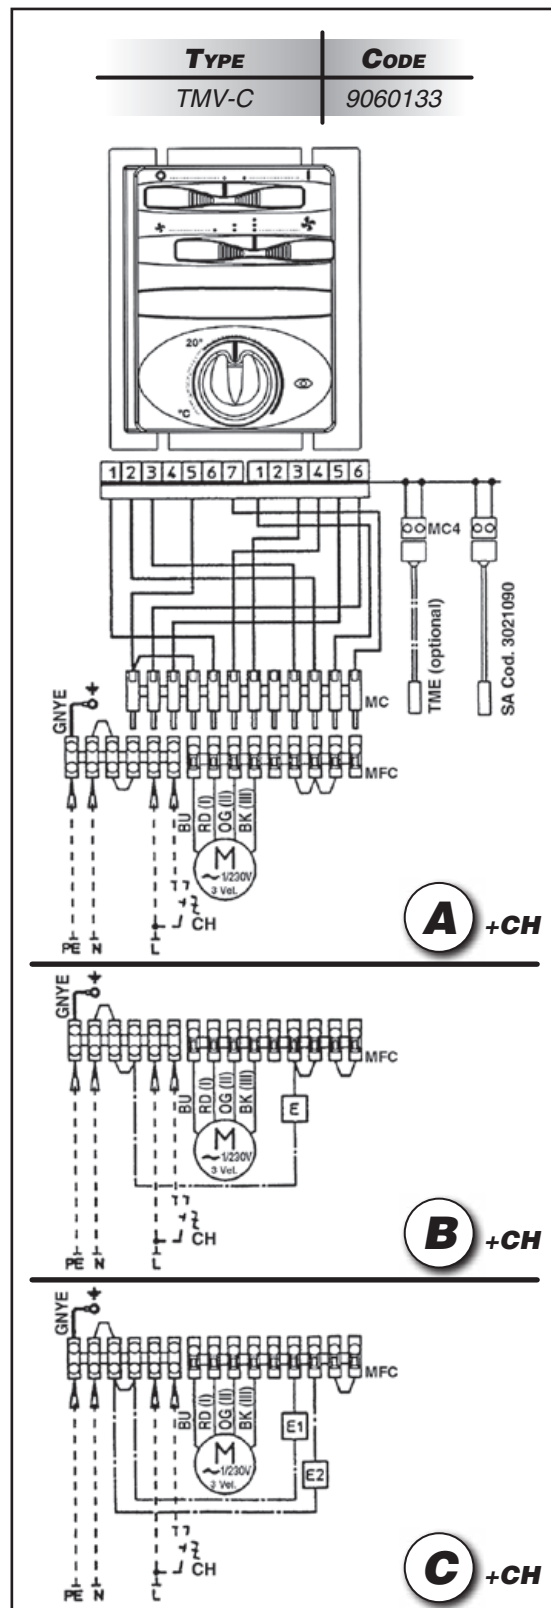 TYPE CODE
TMV-C 9060133
20°
°C
1 2 3 4 5 6 7 1 2 3 4 5 6
MC4
TME (optional)
SA Cod. 3021090
MC
GNYE
MFC
BU
RD (I)
OG (II)
BK (III)
M
~1/230V
3 Vel.
CH
PE N L
A +CH
GNYE
MFC
BU
RD (I)
OG (II)
BK (III)
E
M
~1/230V
3 Vel.
CH
PE N L
B +CH
GNYE
MFC
BU
RD (I)
OG (II)
BK (III)
E1
M
~1/230V
3 Vel.
E2
CH
PE N L
C +CH